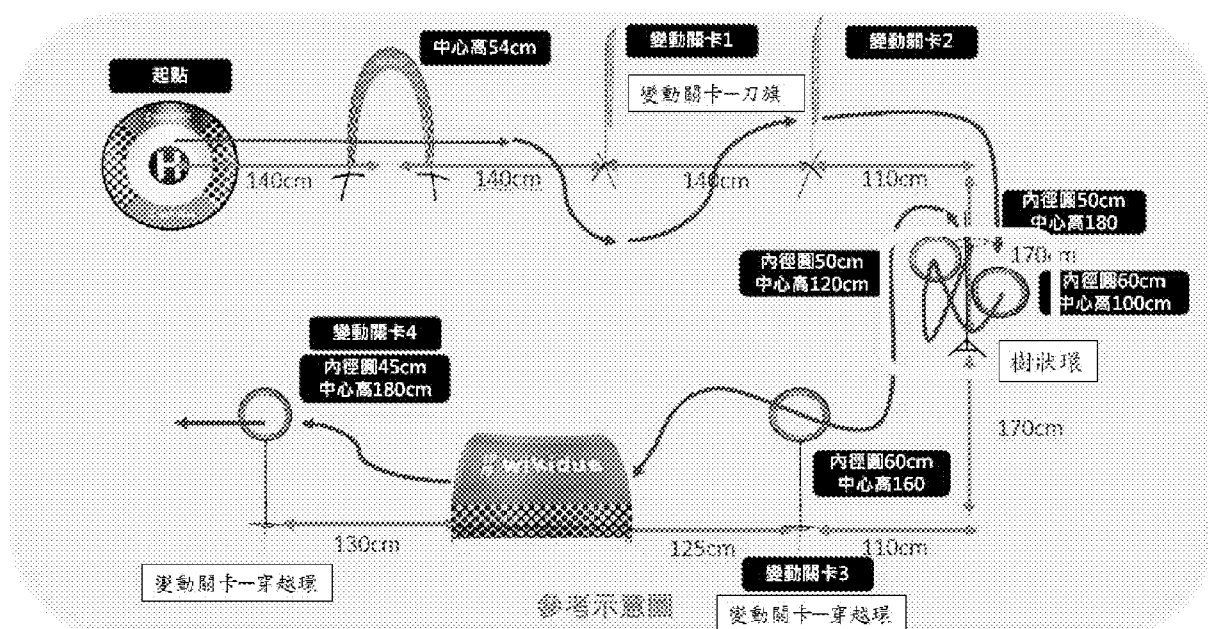 中心高54cm
變動關卡1
變動關卡2
起點
變動關卡—刀旗
H
140cm
140cm
140cm
110cm
內徑圓50cm
中心高180
170cm
內徑圓50cm
中心高120cm
內徑圓60cm
中心高100cm
樹狀環
變動關卡4
內徑圓45cm
中心高180cm
170cm
內徑圓60cm
中心高160
130cm
125cm
110cm
變動關卡3
變動關卡—穿越環
參考示意圖
變動關卡—穿越環